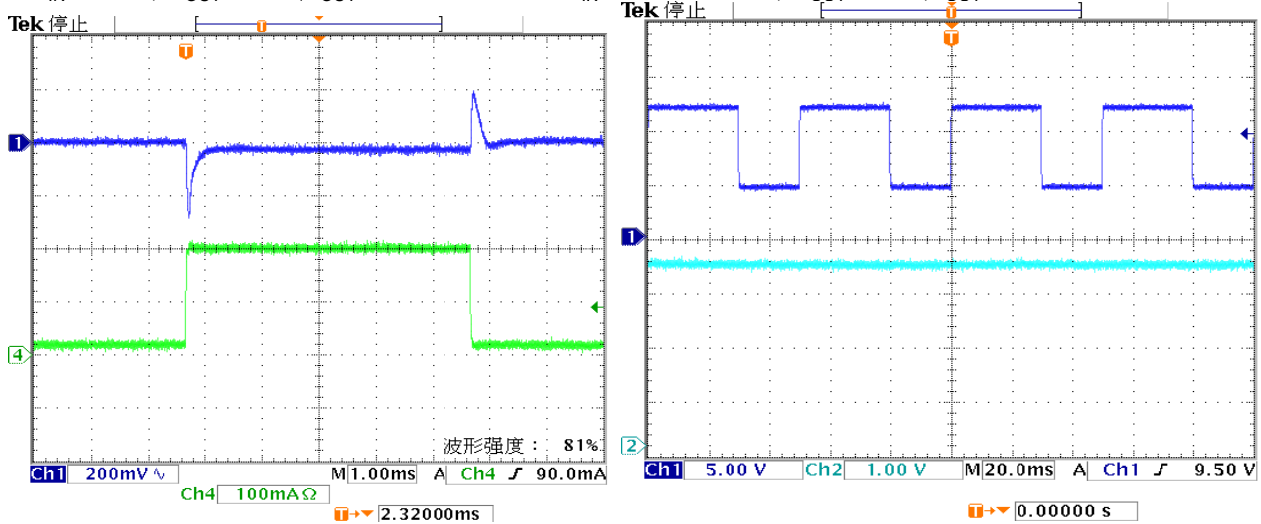 Tek 停止
T
T
1
4
波形强度： 81%
Ch1 200mV M 1.00ms A Ch4 90.0mA
Ch4 100mAΩ
T 2.32000ms
Tek 停止
T
T
1
2
Ch1 5.00 V Ch2 1.00 V M 20.0ms A Ch1 9.50 V
T 0.00000 s